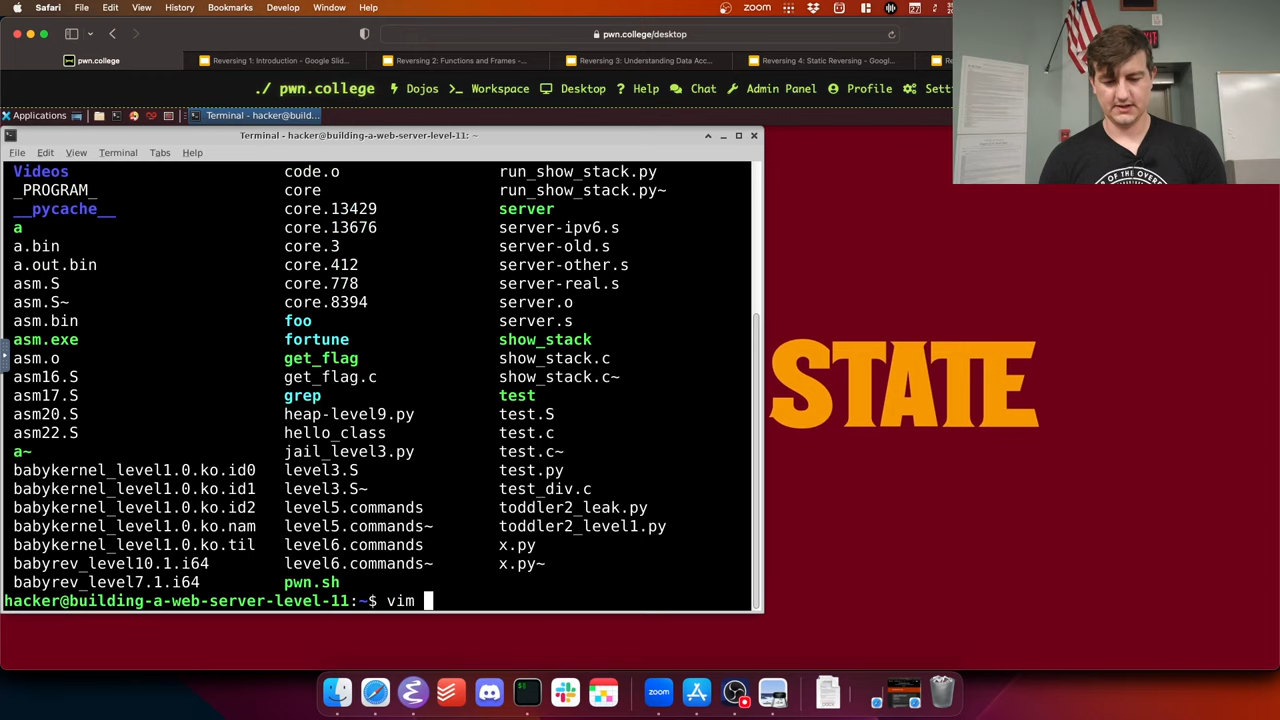 Safari File Edit View History Bookmarks Develop Window Help
zoom
27
pwn.college/desktop
pwn.college
Reversing 1: Introduction - Google Slid...
Reversing 2: Functions and Frames - ...
Reversing 3: Understanding Data Acc...
Reversing 4: Static Reversing - Googl...
./ pwn.college Dojos >_ Workspace Desktop ? Help Chat Admin Panel Profile Sett
Applications
Terminal - hacker@build...
Terminal - hacker@building-a-web-server-level-11: ~
File Edit View Terminal Tabs Help
Videos code.o run_show_stack.py
_PROGRAM_ core run_show_stack.py~
__pycache__ core.13429 server
a core.13676 server-ipv6.s
a.bin core.3 server-old.s
a.out.bin core.412 server-other.s
asm.S core.778 server-real.s
asm.S~ core.8394 server.o
asm.bin foo server.s
asm.exe fortune show_stack
asm.o get_flag show_stack.c
asm16.S get_flag.c show_stack.c~
asm17.S grep test
asm20.S heap-level9.py test.S
asm22.S hello_class test.c
a~ jail_level3.py test.c~
babykernel_level1.0.ko.id0 level3.S test.py
babykernel_level1.0.ko.id1 level3.S~ test_div.c
babykernel_level1.0.ko.id2 level5.commands toddler2_leak.py
babykernel_level1.0.ko.nam level5.commands~ toddler2_level1.py
babykernel_level1.0.ko.til level6.commands x.py
babyrev_level10.1.i64 level6.commands~ x.py~
babyrev_level7.1.i64 pwn.sh
hacker@building-a-web-server-level-11:~$ vim
STATE
EXIT
zoom